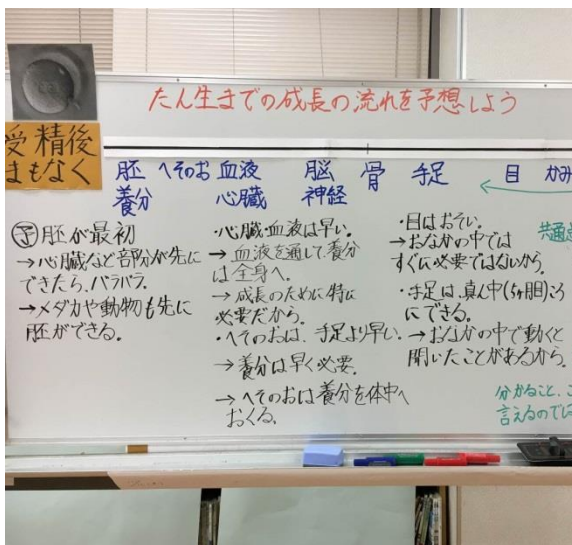 たん生までの成長の流れを予想しよう
受精後
まもなく
胚 へそのお 血液 脳 骨 手足 目 かみ
養分 心臓 神経
予 胚が最初
→心臓など部分が先に
できたら、バラバラ。
→メダカや動物も先に
胚ができる。
・心臓・血液は早い。
→血液を通して、養分
は全身へ。
→成長のために特に
必要だから。
・へそのおは、手足より早い。
→養分は早く必要。
→へそのおは養分を体中へ
おくる。
・目はおそい。
→おなかの中では
すぐに必要ではないから。
・手足は、真ん中(5ヶ月)ころ
にできる。
→おなかの中で動くと
聞いたことがあるから。
共通
分かること、こ
言えるのでは